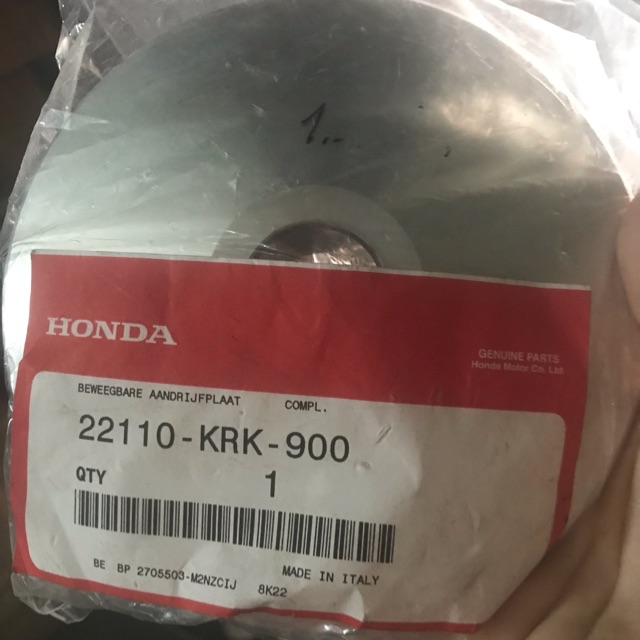 1.-
HONDA
GENUINE PARTS
Honda Motor Co., Ltd.
BEWEEGBARE AANDRIJFPLAAT COMPL.
22110-KRK-900
QTY 1
BE BP 2705503-M2NZCIJ 8K22 MADE IN ITALY